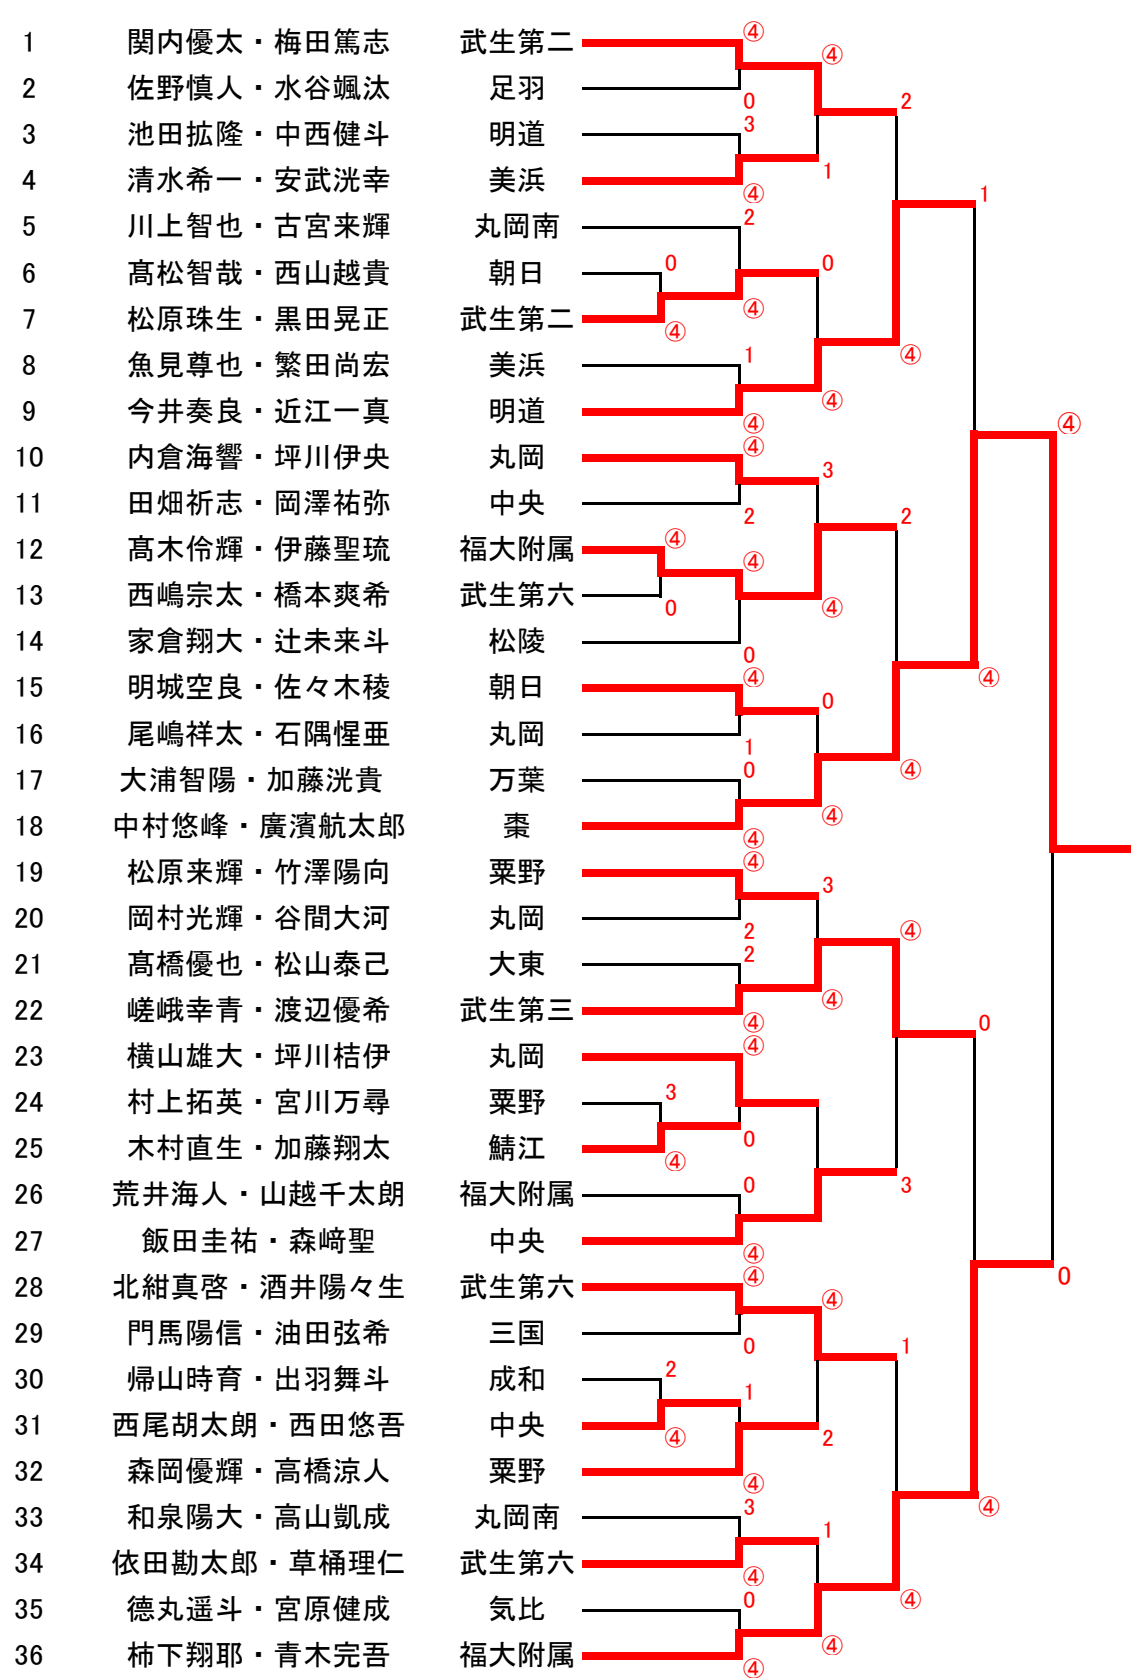 1 関内優太・梅田篤志 武生第二 ④ ④
2 佐野慎人・水谷颯汰 足羽 0 2
3 池田拡隆・中西健斗 明道 3
4 清水希一・安武洸幸 美浜 ④ 1 1
5 川上智也・古宮来輝 丸岡南 2
6 髙松智哉・西山越貴 朝日 0 0
7 松原珠生・黒田晃正 武生第二 ④ ④
8 魚見尊也・繁田尚宏 美浜 1 ④
9 今井奏良・近江一真 明道 ④ ④ ④
10 内倉海響・坪川伊央 丸岡 ④ 3
11 田畑祈志・岡澤祐弥 中央 2 2
12 髙木伶輝・伊藤聖琉 福大附属 ④ ④
13 西嶋宗太・橋本爽希 武生第六 0 ④
14 家倉翔大・辻未来斗 松陵 0
15 明城空良・佐々木稜 朝日 ④ 0 ④
16 尾嶋祥太・石隅惺亜 丸岡 1
17 大浦智陽・加藤洸貴 万葉 0 ④
18 中村悠峰・廣濱航太郎 棗 ④ ④
19 松原来輝・竹澤陽向 粟野 ④ 3
20 岡村光輝・谷間大河 丸岡 2 ④
21 髙橋優也・松山泰己 大東 2
22 嵯峨幸青・渡辺優希 武生第三 ④ ④ 0
23 横山雄大・坪川桔伊 丸岡 ④
24 村上拓英・宮川万尋 粟野 3
25 木村直生・加藤翔太 鯖江 ④ 0
26 荒井海人・山越千太朗 福大附属 0 3
27 飯田圭祐・森﨑聖 中央 ④
28 北紺真啓・酒井陽々生 武生第六 ④ ④ 0
29 門馬陽信・油田弦希 三国 0 1
30 帰山時育・出羽舞斗 成和 2 1
31 西尾胡太朗・西田悠吾 中央 ④ 2
32 森岡優輝・高橋涼人 粟野 ④
33 和泉陽大・高山凱成 丸岡南 3 1 ④
34 依田勘太郎・草桶理仁 武生第六 ④
35 德丸遥斗・宮原健成 気比 0 ④
36 柿下翔耶・青木完吾 福大附属 ④ ④